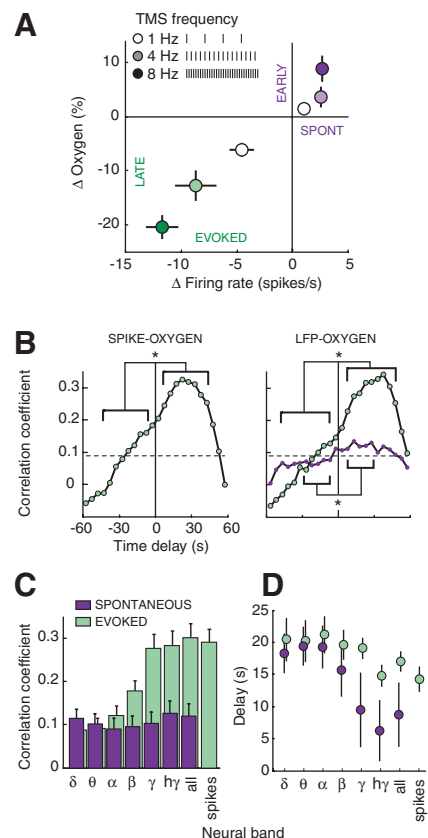 A
TMS frequency
1 Hz
4 Hz
8 Hz
10
0
-10
-20
Δ Oxygen (%)
EARLY
SPONT
LATE
EVOKED
-15 -10 -5 0 5
Δ Firing rate (spikes/s)
B
SPIKE-OXYGEN
LFP-OXYGEN
*
*
*
0.3
0.2
0.1
0
Correlation coefficient
-60 -30 0 30 60
Time delay (s)
C
SPONTANEOUS
EVOKED
0.3
0.2
0.1
0
Correlation coefficient
δ θ α β γ hγ all spikes
D
25
20
15
10
5
0
Delay (s)
δ θ α β γ hγ all spikes
Neural band